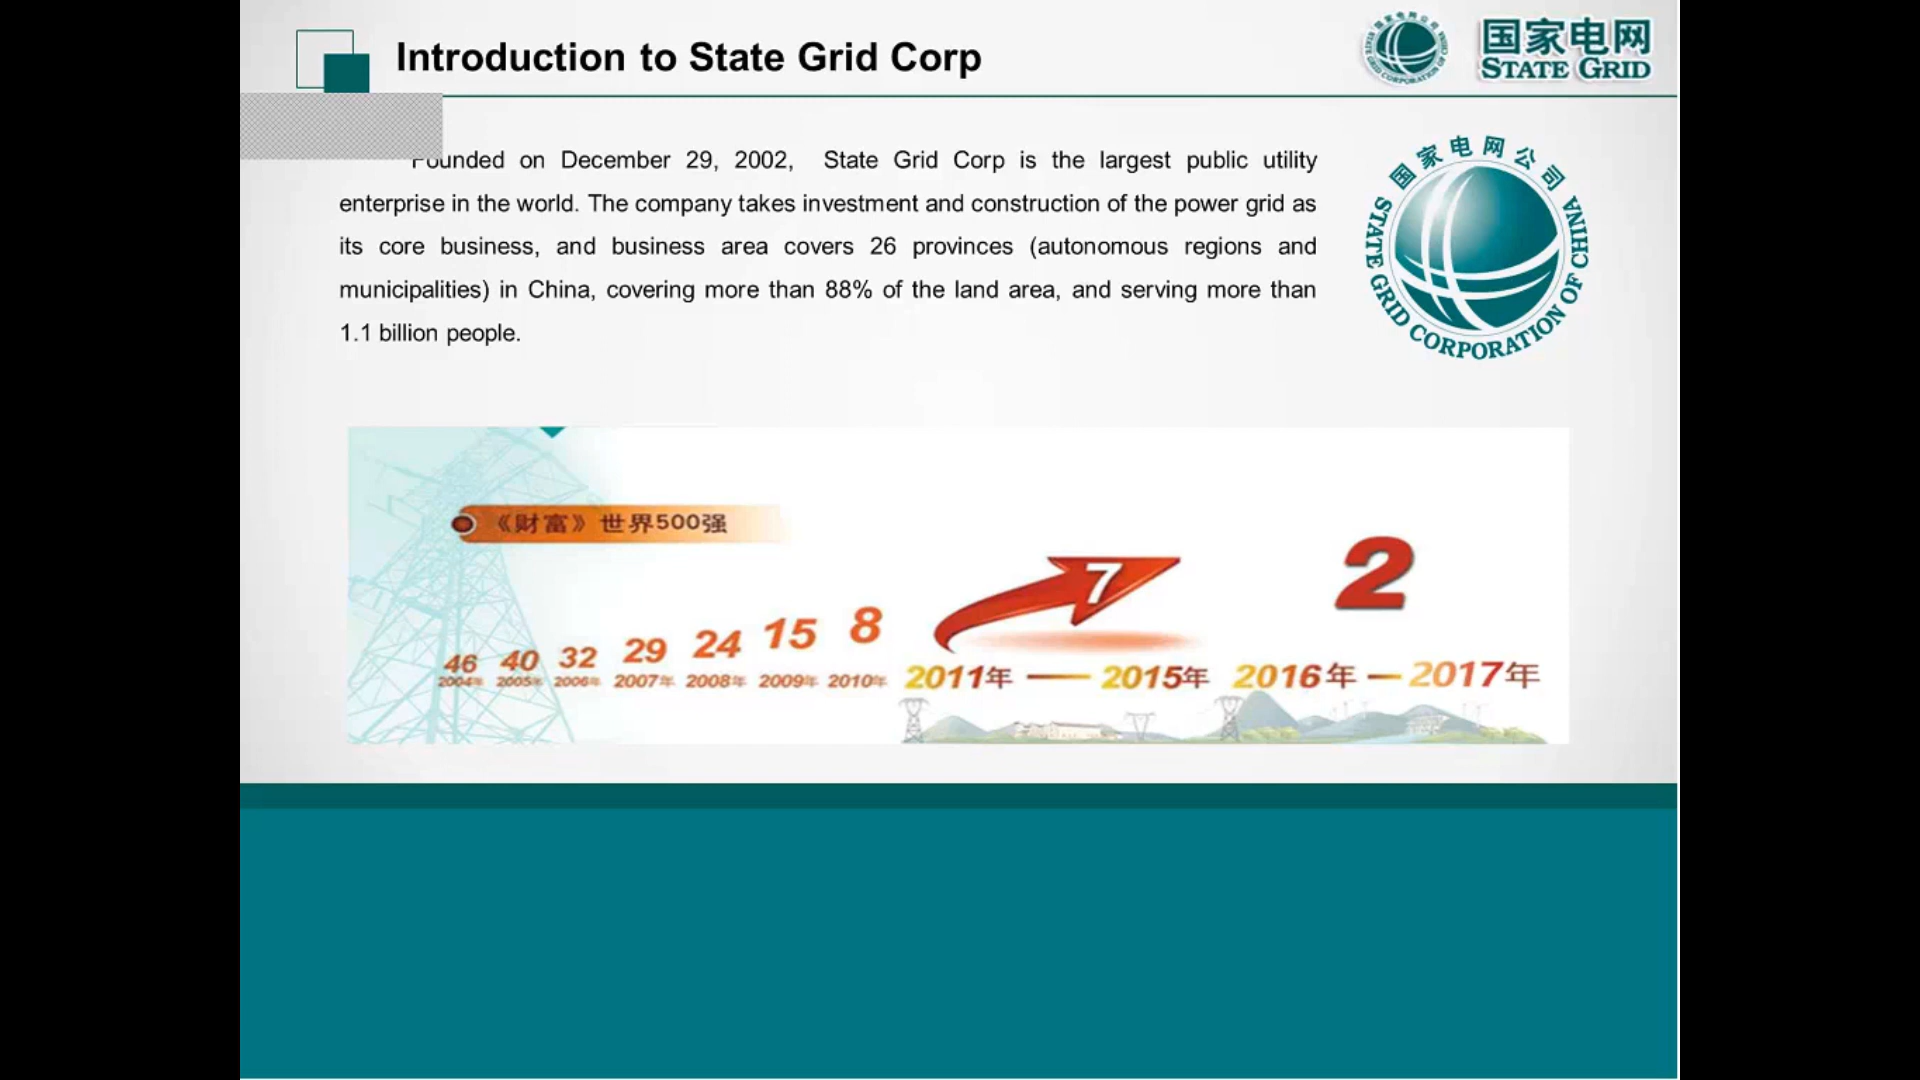 Introduction to State Grid Corp
STATE GRID CORPORATION OF CHINA
国家电网
STATE GRID
Founded on December 29, 2002, State Grid Corp is the largest public utility
enterprise in the world. The company takes investment and construction of the power grid as
its core business, and business area covers 26 provinces (autonomous regions and
municipalities) in China, covering more than 88% of the land area, and serving more than
1.1 billion people.
国家电网公司
STATE GRID CORPORATION OF CHINA
《财富》世界500强
46 40 32 29 24 15 8 7 2
2004年 2005年 2006年 2007年 2008年 2009年 2010年 2011年 — 2015年 2016年 — 2017年